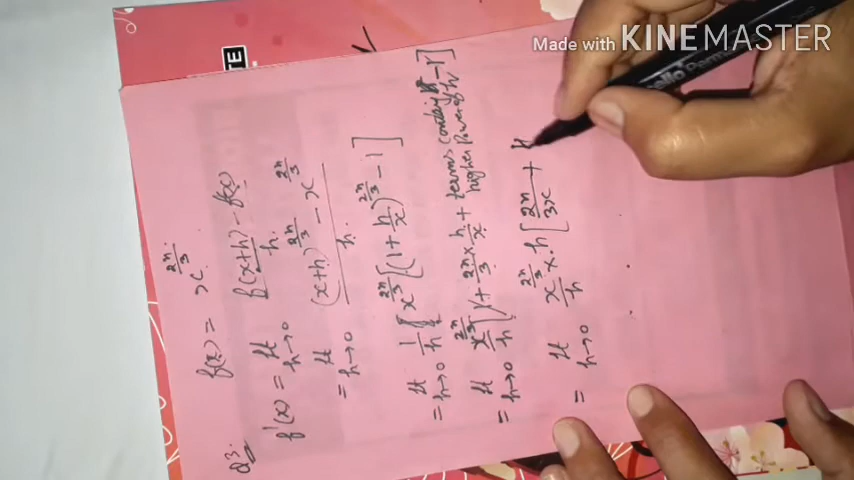 Made with KINEMASTER
Q3. f(x) = x^(2n/3)
f'(x) = lt h→0 (f(x+h) - f(x))/h
= lt h→0 ((x+h)^(2n/3) - x^(2n/3))/h
= lt h→0 1/h [x^(2n/3) [(1+h/x)^(2n/3) - 1]
= lt h→0 x^(2n/3)/h [1 + 2n/3 × h/x + terms higher power of h - 1]
= lt h→0 x^(2n/3)/h × h [2n/3x +